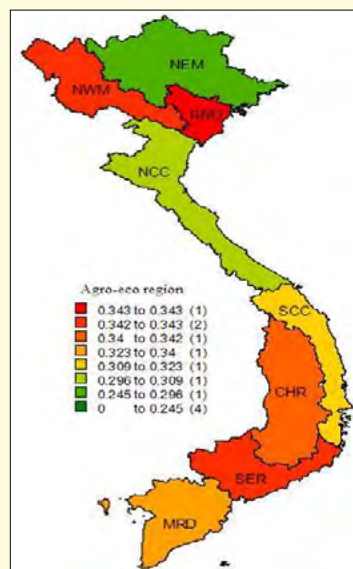 NEM
NWM
RRD
NCC
Agro-eco region
0.343 to 0.343 (1)
0.342 to 0.343 (2)
0.34 to 0.342 (1)
0.323 to 0.34 (1)
0.309 to 0.323 (1)
0.296 to 0.309 (1)
0.245 to 0.296 (1)
0 to 0.245 (4)
SCC
CHR
SER
MRD